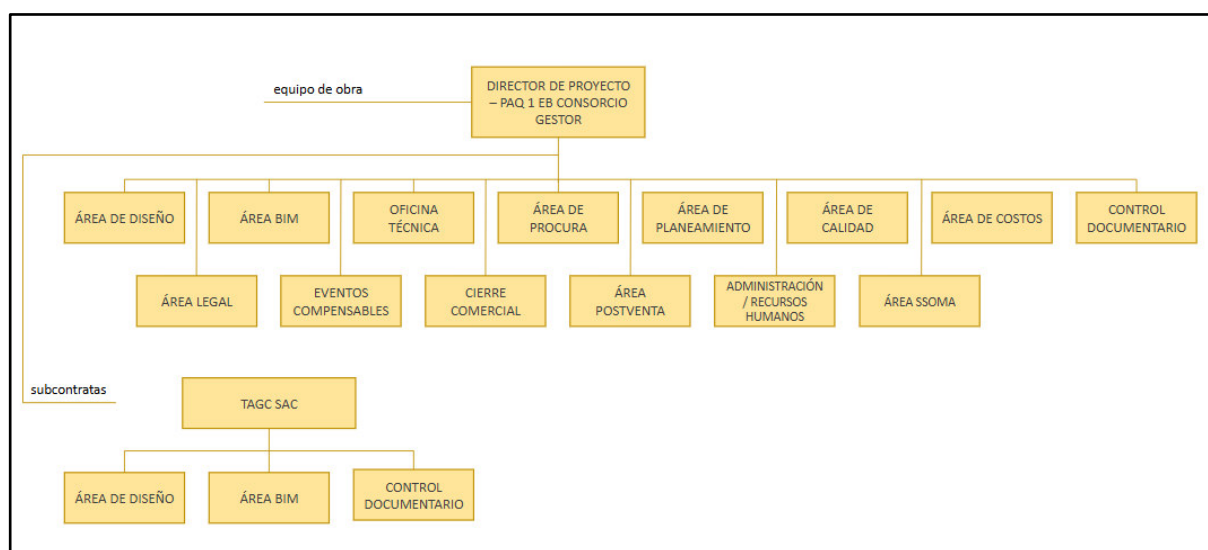 equipo de obra
DIRECTOR DE PROYECTO
– PAQ 1 EB CONSORCIO
GESTOR
ÁREA DE DISEÑO
ÁREA BIM
OFICINA
TÉCNICA
ÁREA DE
PROCURA
ÁREA DE
PLANEAMIENTO
ÁREA DE
CALIDAD
ÁREA DE COSTOS
CONTROL
DOCUMENTARIO
ÁREA LEGAL
EVENTOS
COMPENSABLES
CIERRE
COMERCIAL
ÁREA
POSTVENTA
ADMINISTRACIÓN
/ RECURSOS
HUMANOS
ÁREA SSOMA
subcontratas
TAGC SAC
ÁREA DE DISEÑO
ÁREA BIM
CONTROL
DOCUMENTARIO